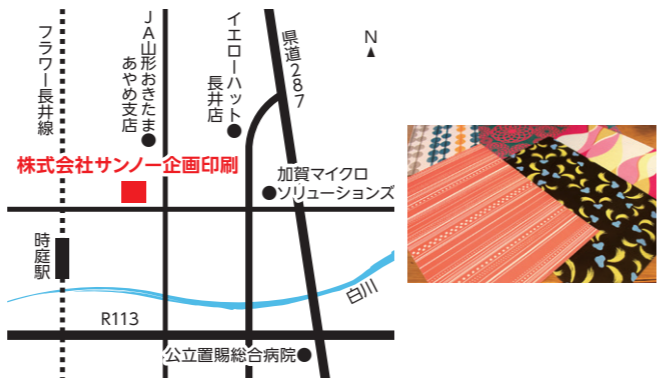 フラワー長井線
JA山形おきたま
あやめ支店
イエローハット
長井店
県道287
N
株式会社サンノー企画印刷
加賀マイクロ
ソリューションズ
時庭駅
白川
R113
公立置賜総合病院